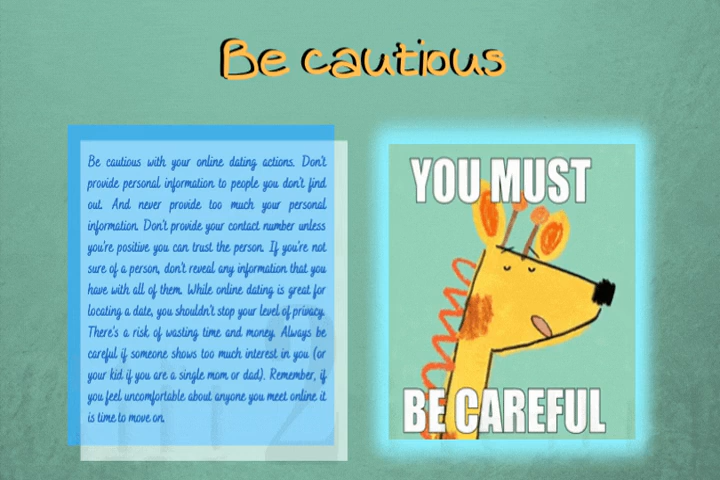 Be cautious
Be cautious with your online dating actions. Don't
provide personal information to people you don't find
out. And never provide too much your personal
information. Don't provide your contact number unless
you're positive you can trust the person. If you're not
sure of a person, don't reveal any information that you
have with all of them. While online dating is great for
locating a date, you shouldn't stop your level of privacy.
There's a risk of wasting time and money. Always be
careful if someone shows too much interest in you (or
your kid if you are a single mom or dad). Remember, if
you feel uncomfortable about anyone you meet online it
is time to move on.
YOU MUST
BE CAREFUL